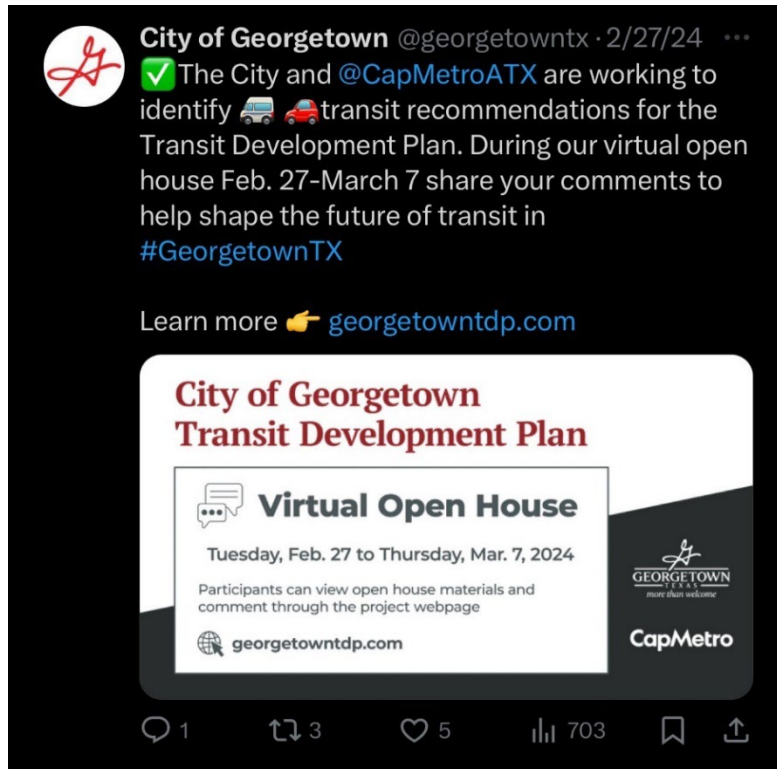 City of Georgetown @georgetowntx · 2/27/24 ...
✅The City and @CapMetroATX are working to
identify 🚐 🚗transit recommendations for the
Transit Development Plan. During our virtual open
house Feb. 27-March 7 share your comments to
help shape the future of transit in
#GeorgetownTX
Learn more 👉 georgetowntdp.com
City of Georgetown
Transit Development Plan
Virtual Open House
Tuesday, Feb. 27 to Thursday, Mar. 7, 2024
Participants can view open house materials and
comment through the project webpage
georgetowntdp.com
GEORGETOWN
TEXAS
more than welcome
CapMetro
1 3 5 703